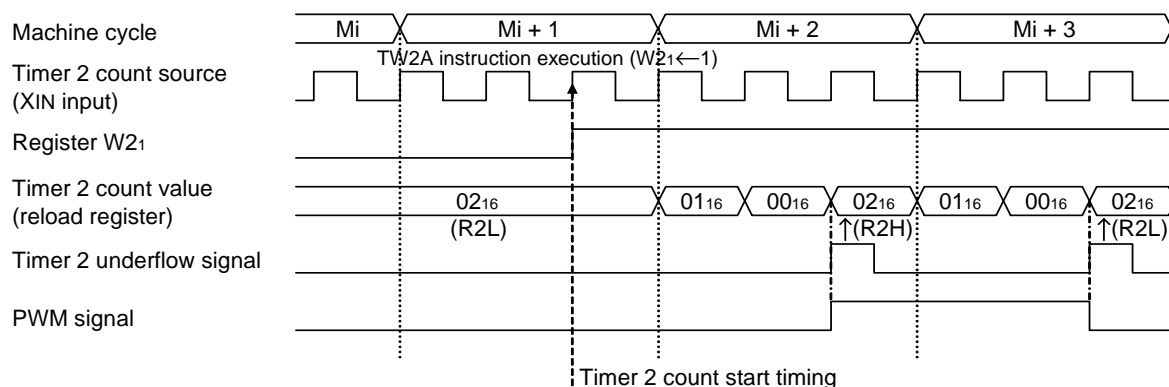 Machine cycle Mi Mi + 1 Mi + 2 Mi + 3
TW2A instruction execution (W21←1)
Timer 2 count source
(XIN input)
Register W21
Timer 2 count value
(reload register)
0216 0116 0016 0216 0116 0016 0216
(R2L) ↑(R2H) ↑(R2L)
Timer 2 underflow signal
PWM signal
Timer 2 count start timing